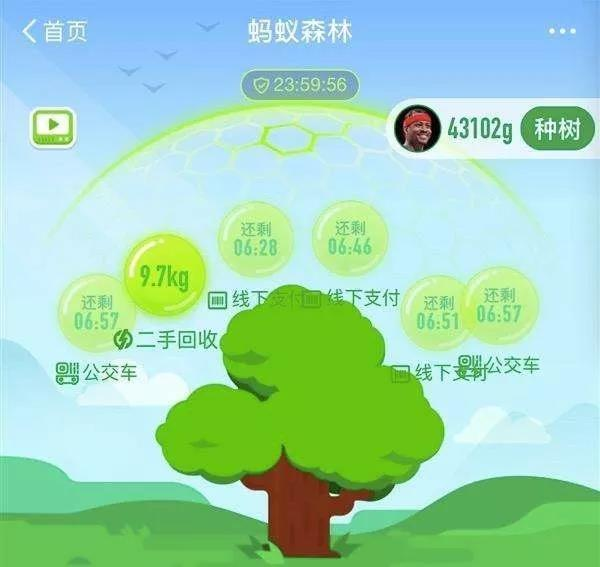 首页
蚂蚁森林
23:59:56
43102g
种树
还剩
06:28
还剩
06:46
9.7kg
还剩
06:57
线下支付
线下支付
还剩
06:51
还剩
06:57
二手回收
公交车
线下支付
公交车